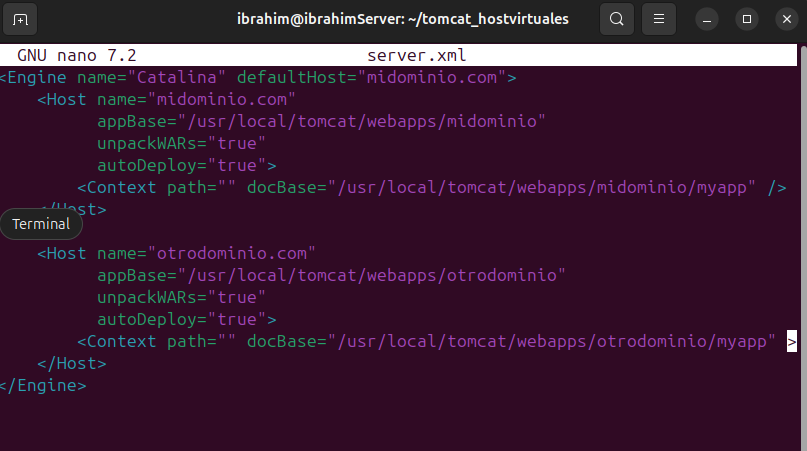 ibrahim@ibrahimServer: ~/tomcat_hostvirtuales
GNU nano 7.2 server.xml
<Engine name="Catalina" defaultHost="midominio.com">
    <Host name="midominio.com"
          appBase="/usr/local/tomcat/webapps/midominio"
          unpackWARs="true"
          autoDeploy="true">
        <Context path="" docBase="/usr/local/tomcat/webapps/midominio/myapp" />
    </Host>
Terminal
    <Host name="otrodominio.com"
          appBase="/usr/local/tomcat/webapps/otrodominio"
          unpackWARs="true"
          autoDeploy="true">
        <Context path="" docBase="/usr/local/tomcat/webapps/otrodominio/myapp" >
    </Host>
</Engine>